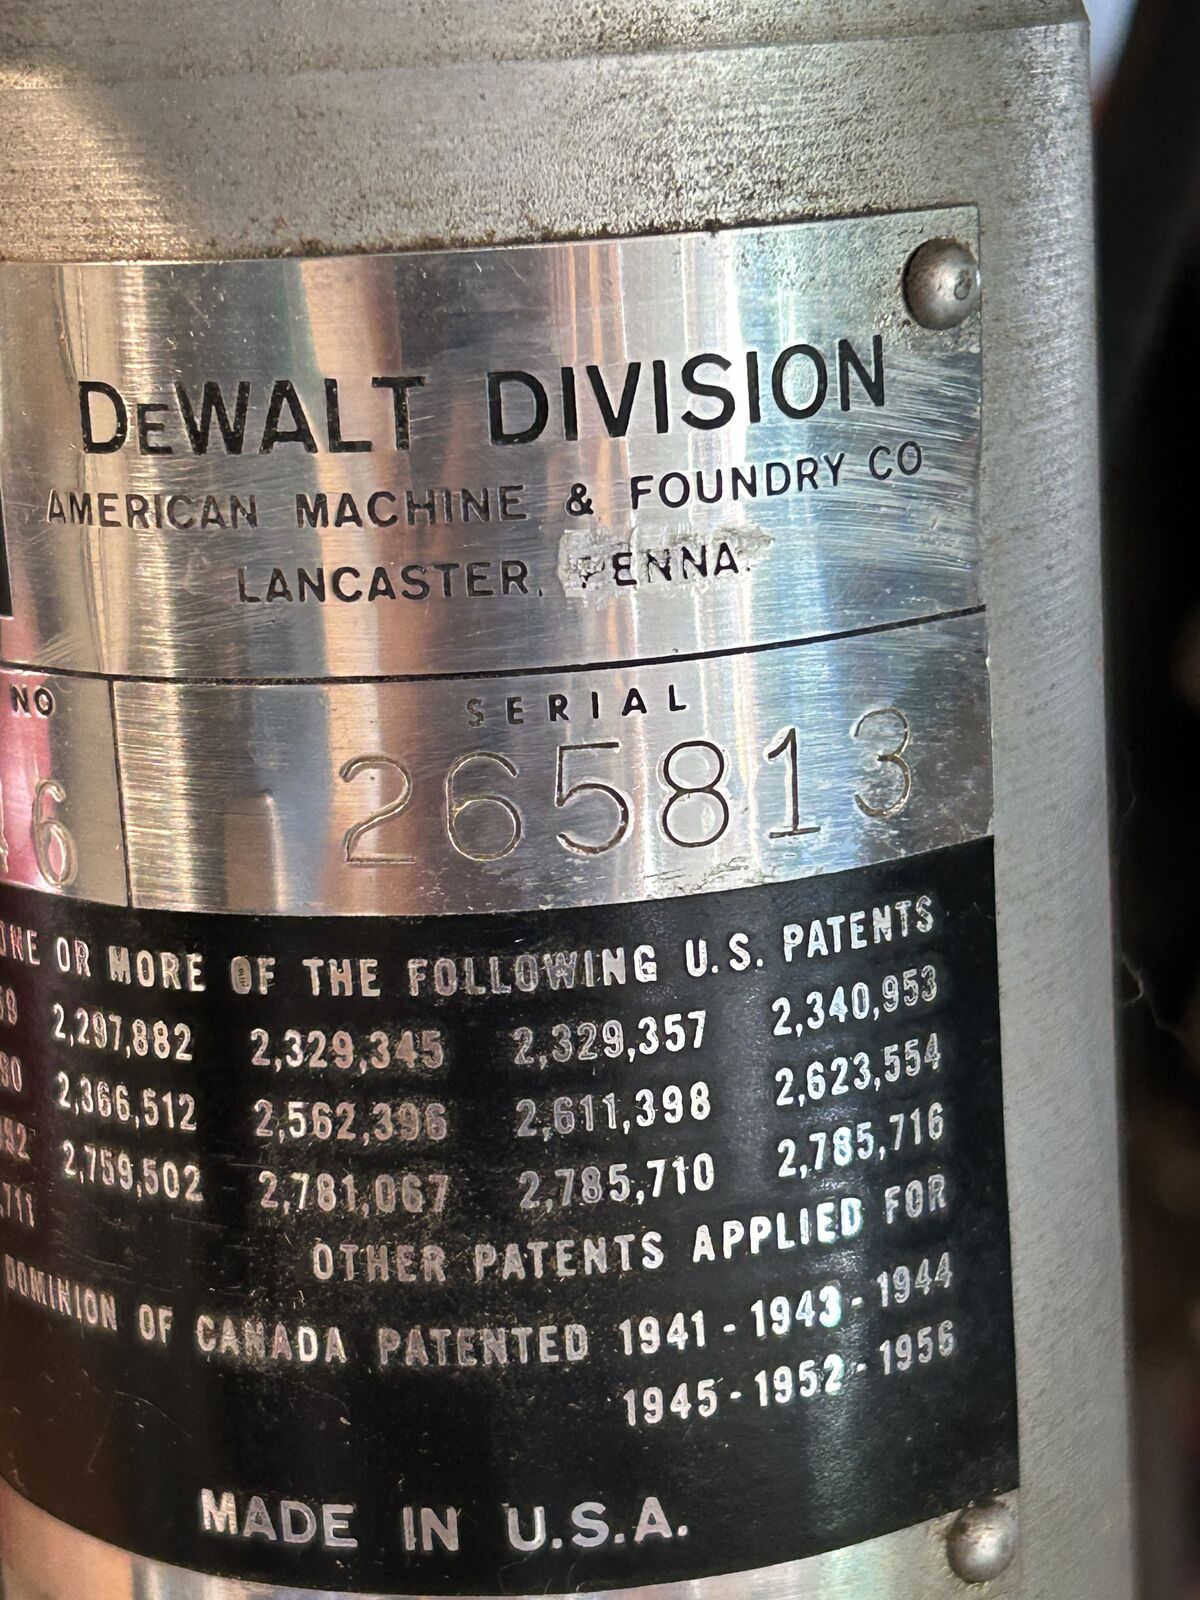 DEWALT DIVISION
AMERICAN MACHINE & FOUNDRY CO
LANCASTER, PENNA.
NO SERIAL
6 265813
ONE OR MORE OF THE FOLLOWING U.S. PATENTS
2,297,882 2,329,345 2,329,357 2,340,953
2,366,512 2,562,396 2,611,398 2,623,554
2,759,502 2,781,067 2,785,710 2,785,716
OTHER PATENTS APPLIED FOR
DOMINION OF CANADA PATENTED 1941 - 1943 - 1944
1945 - 1952 - 1956
MADE IN U.S.A.